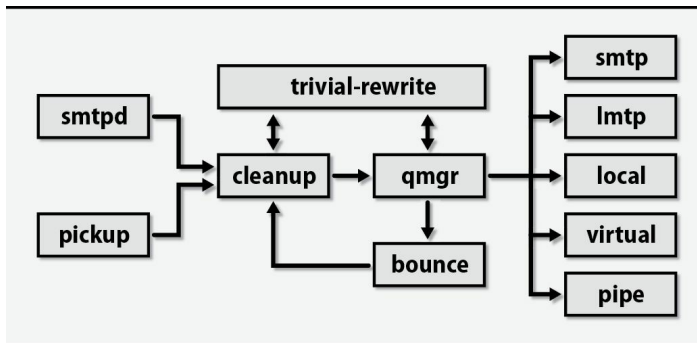 smtpd
pickup
trivial-rewrite
cleanup
qmgr
bounce
smtp
lmtp
local
virtual
pipe